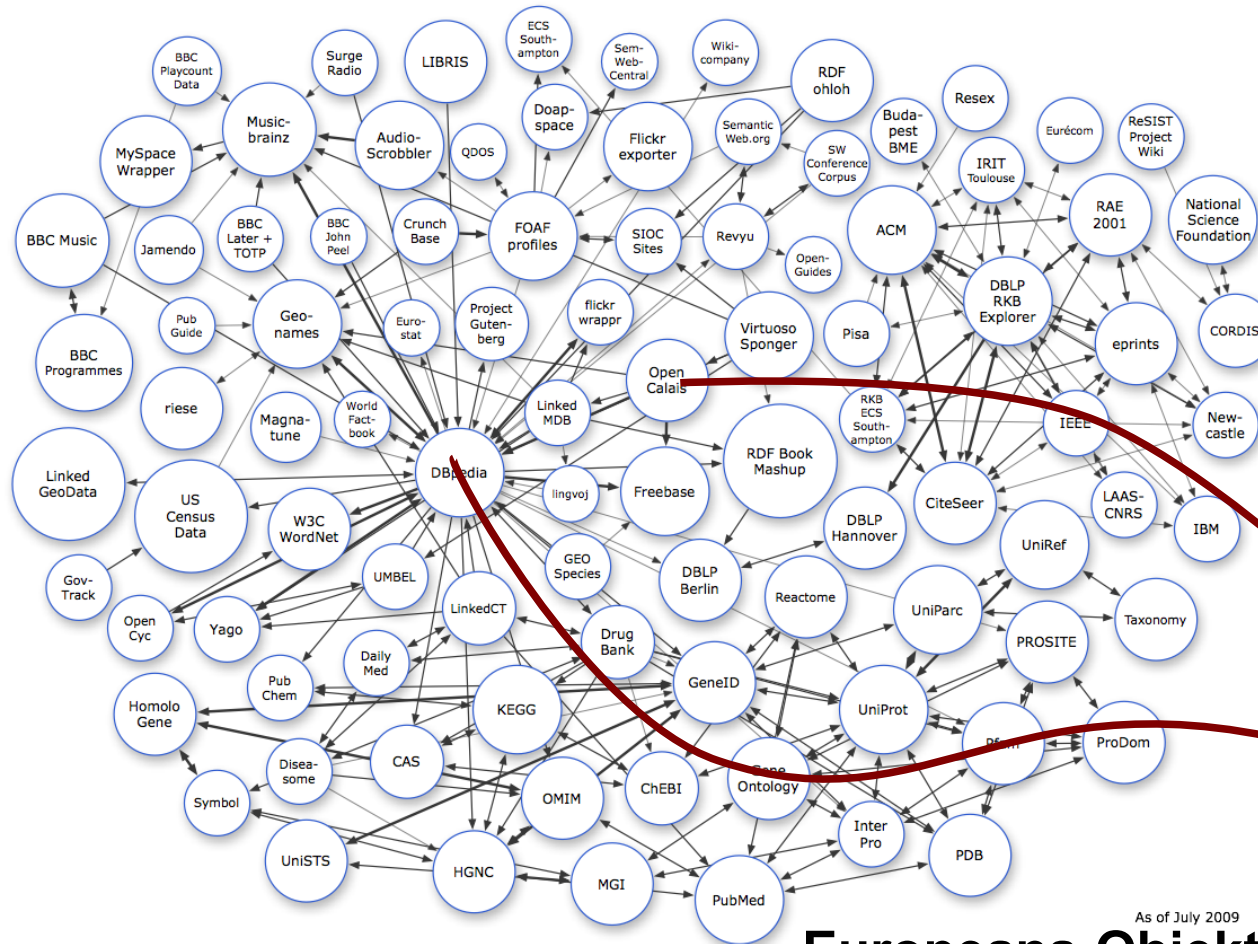 ECS
South-
ampton
BBC
Playcount
Data
Surge
Radio
LIBRIS
Sem-
Web-
Central
Wiki-
company
RDF
ohloh
Music-
brainz
Audio-
Scrobbler
Doap-
space
Flickr
exporter
Semantic
Web.org
Resex
Buda-
pest
BME
Eurécom
ReSIST
Project
Wiki
MySpace
Wrapper
QDOS
SW
Conference
Corpus
IRIT
Toulouse
BBC Music
Jamendo
BBC
Later +
TOTP
BBC
John
Peel
Crunch
Base
FOAF
profiles
SIOC
Sites
Revyu
Open-
Guides
ACM
RAE
2001
National
Science
Foundation
DBLP
RKB
Explorer
Pub
Guide
Geo-
names
Euro-
stat
Project
Guten-
berg
flickr
wrappr
Virtuoso
Sponger
Pisa
eprints
CORDIS
BBC
Programmes
riese
Magna-
tune
World
Fact-
book
Linked
MDB
Open
Calais
RKB
ECS
South-
ampton
IEEE
New-
castle
Linked
GeoData
US
Census
Data
W3C
WordNet
DBpedia
lingvoj
Freebase
RDF Book
Mashup
DBLP
Hannover
CiteSeer
LAAS-
CNRS
IBM
Gov-
Track
Open
Cyc
Yago
UMBEL
LinkedCT
GEO
Species
DBLP
Berlin
Reactome
UniParc
UniRef
Taxonomy
PROSITE
Daily
Med
Drug
Bank
Pub
Chem
Homolo
Gene
KEGG
GeneID
UniProt
Pfam
ProDom
Disea-
some
CAS
Symbol
OMIM
ChEBI
Gene
Ontology
Inter
Pro
UniSTS
HGNC
MGI
PubMed
PDB
As of July 2009
Europeana Objekt